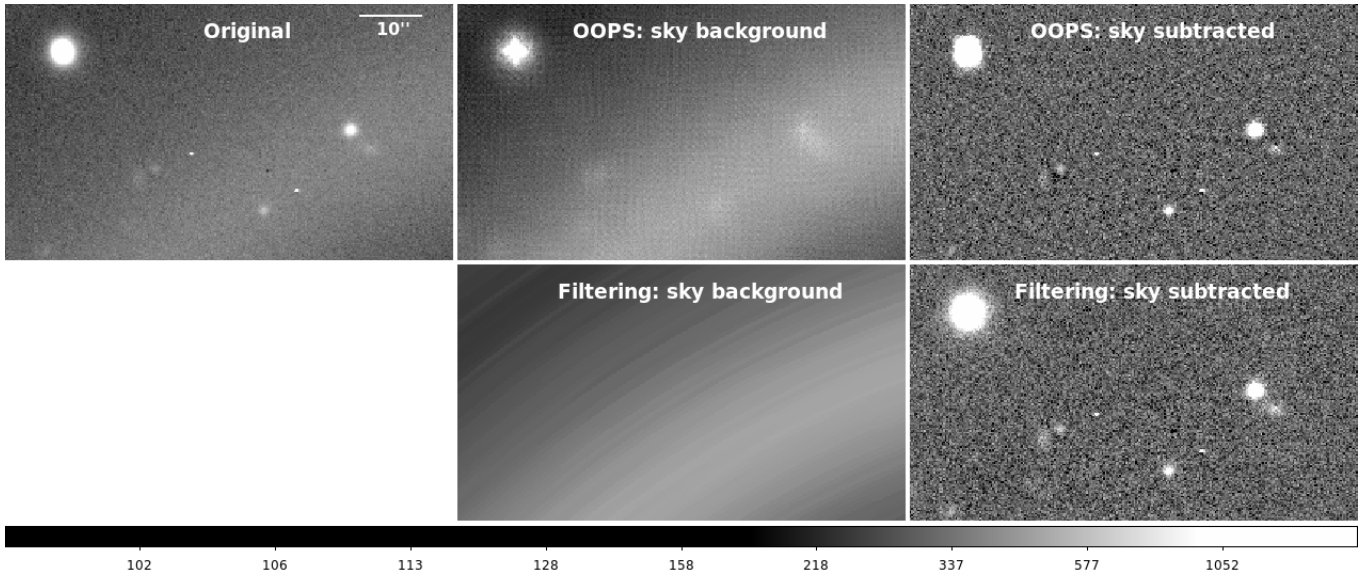 Original
10''
OOPS: sky background
OOPS: sky subtracted
Filtering: sky background
Filtering: sky subtracted
102 106 113 128 158 218 337 577 1052